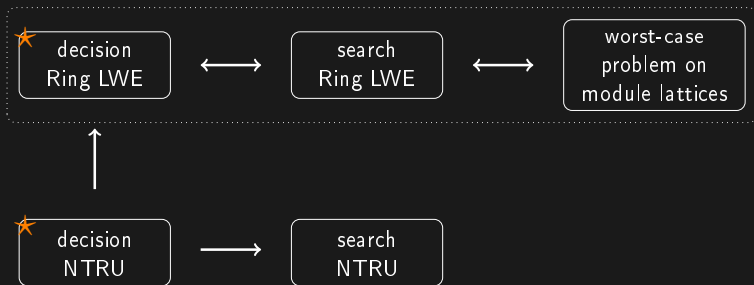 decision
Ring LWE
search
Ring LWE
worst-case
problem on
module lattices
decision
NTRU
search
NTRU